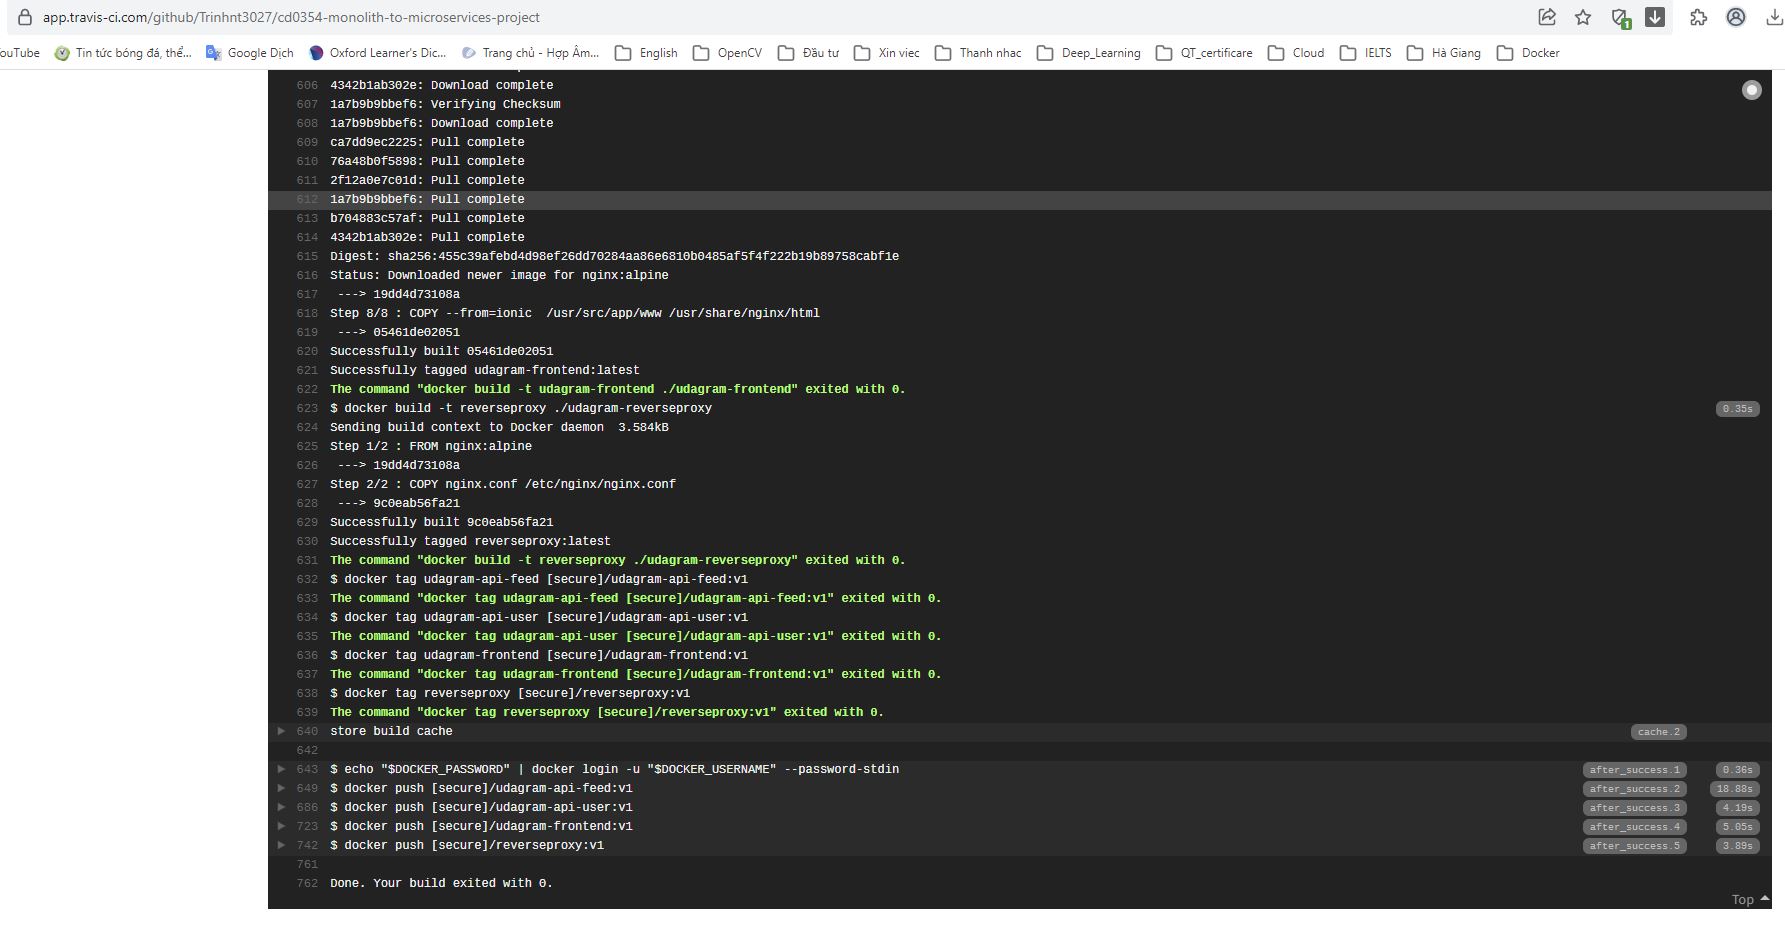 app.travis-ci.com/github/Trinhnt3027/cd0354-monolith-to-microservices-project
1
ouTube Tin tức bóng đá, thể... Google Dịch Oxford Learner's Dic... Trang chủ - Hợp Âm... English OpenCV Đầu tư Xin viec Thanh nhac Deep_Learning QT_certificare Cloud IELTS Hà Giang Docker
606 4342b1ab302e: Download complete
607 1a7b9b9bbef6: Verifying Checksum
608 1a7b9b9bbef6: Download complete
609 ca7dd9ec2225: Pull complete
610 76a48b0f5898: Pull complete
611 2f12a0e7c01d: Pull complete
612 1a7b9b9bbef6: Pull complete
613 b704883c57af: Pull complete
614 4342b1ab302e: Pull complete
615 Digest: sha256:455c39afebd4d98ef26dd70284aa86e6810b0485af5f4f222b19b89758cabf1e
616 Status: Downloaded newer image for nginx:alpine
617 ---> 19dd4d73108a
618 Step 8/8 : COPY --from=ionic  /usr/src/app/www /usr/share/nginx/html
619 ---> 05461de02051
620 Successfully built 05461de02051
621 Successfully tagged udagram-frontend:latest
622 The command "docker build -t udagram-frontend ./udagram-frontend" exited with 0.
623 $ docker build -t reverseproxy ./udagram-reverseproxy 0.35s
624 Sending build context to Docker daemon  3.584kB
625 Step 1/2 : FROM nginx:alpine
626 ---> 19dd4d73108a
627 Step 2/2 : COPY nginx.conf /etc/nginx/nginx.conf
628 ---> 9c0eab56fa21
629 Successfully built 9c0eab56fa21
630 Successfully tagged reverseproxy:latest
631 The command "docker build -t reverseproxy ./udagram-reverseproxy" exited with 0.
632 $ docker tag udagram-api-feed [secure]/udagram-api-feed:v1
633 The command "docker tag udagram-api-feed [secure]/udagram-api-feed:v1" exited with 0.
634 $ docker tag udagram-api-user [secure]/udagram-api-user:v1
635 The command "docker tag udagram-api-user [secure]/udagram-api-user:v1" exited with 0.
636 $ docker tag udagram-frontend [secure]/udagram-frontend:v1
637 The command "docker tag udagram-frontend [secure]/udagram-frontend:v1" exited with 0.
638 $ docker tag reverseproxy [secure]/reverseproxy:v1
639 The command "docker tag reverseproxy [secure]/reverseproxy:v1" exited with 0.
640 store build cache cache.2
642
643 $ echo "$DOCKER_PASSWORD" | docker login -u "$DOCKER_USERNAME" --password-stdin after_success.1 0.36s
649 $ docker push [secure]/udagram-api-feed:v1 after_success.2 18.88s
686 $ docker push [secure]/udagram-api-user:v1 after_success.3 4.19s
723 $ docker push [secure]/udagram-frontend:v1 after_success.4 5.05s
742 $ docker push [secure]/reverseproxy:v1 after_success.5 3.89s
761
762 Done. Your build exited with 0.
Top